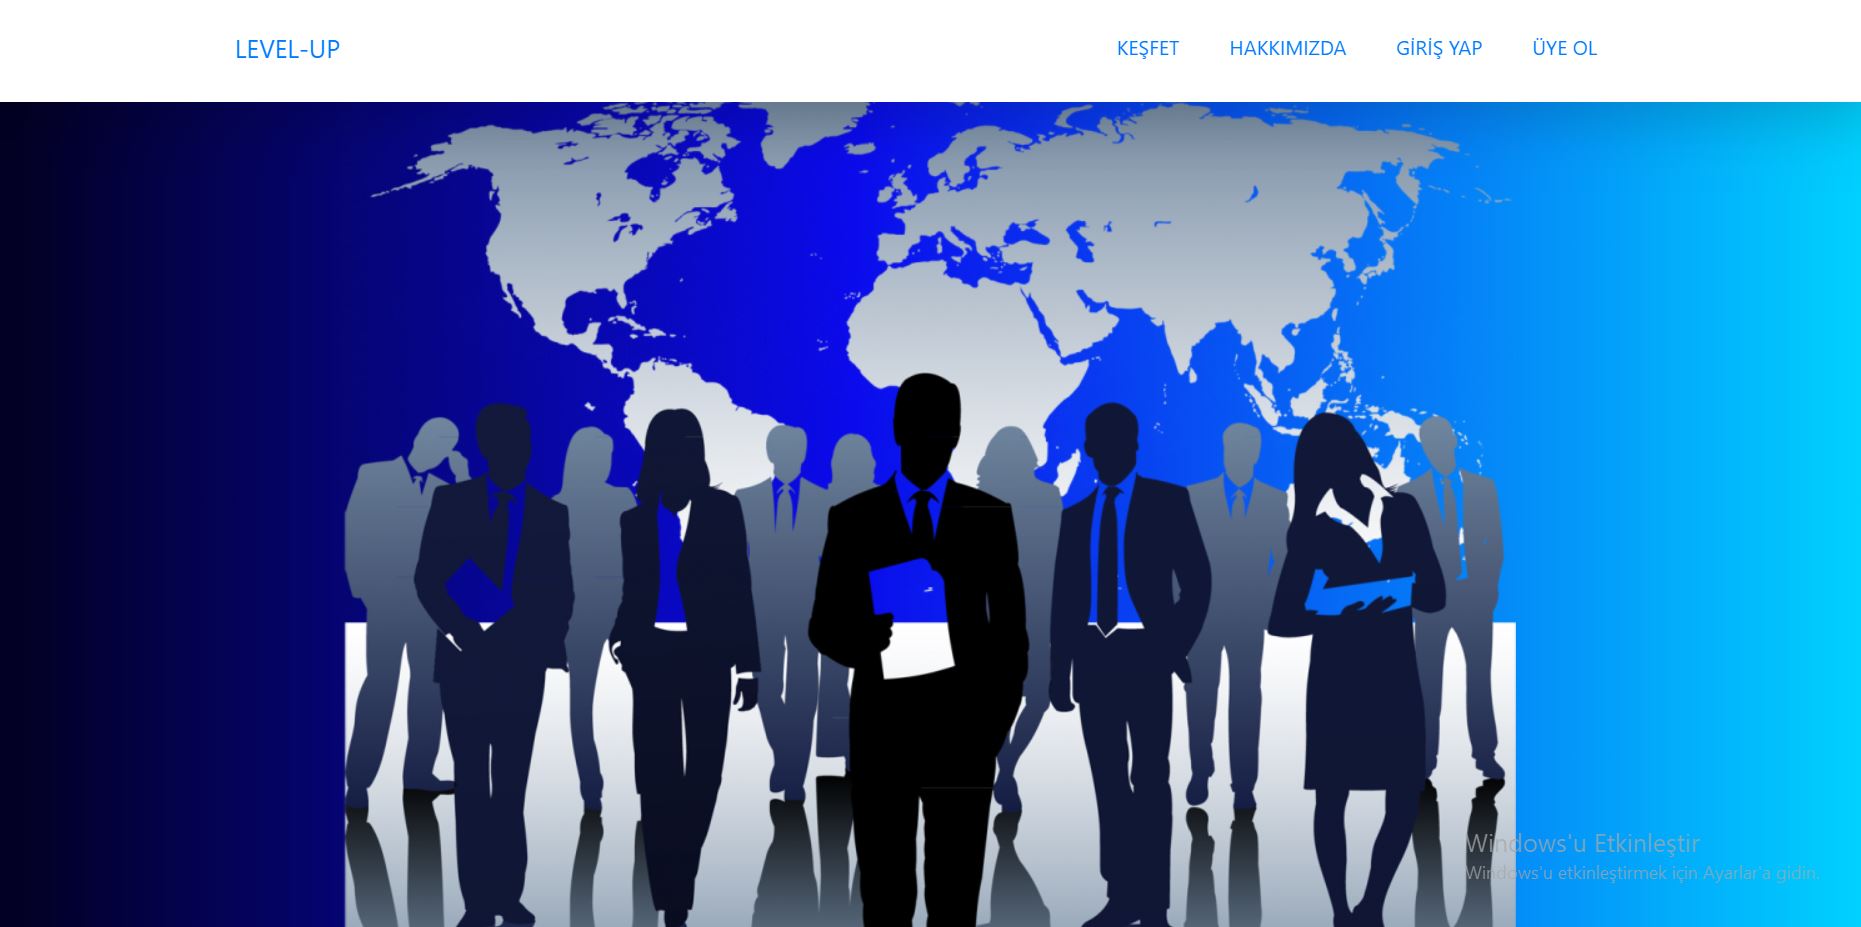 LEVEL-UP
KEŞFET HAKKIMIZDA GİRİŞ YAP ÜYE OL
Windows'u Etkinleştir
Windows'u etkinleştirmek için Ayarlar'a gidin.